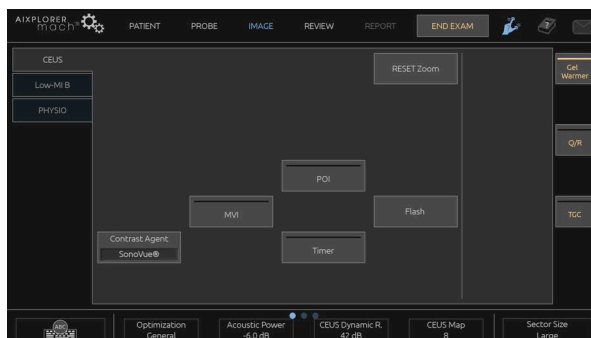 AIXPLORER
mach
PATIENT
PROBE
IMAGE
REVIEW
REPORT
END EXAM
CEUS
Low-MI B
PHYSIO
RESET Zoom
Gel
Warmer
Q/R
POI
MVI
Flash
TGC
Contrast Agent
SonoVue®
Timer
ABC
Optimization
General
Acoustic Power
-6.0 dB
CEUS Dynamic R.
42 dB
CEUS Map
8
Sector Size
Large